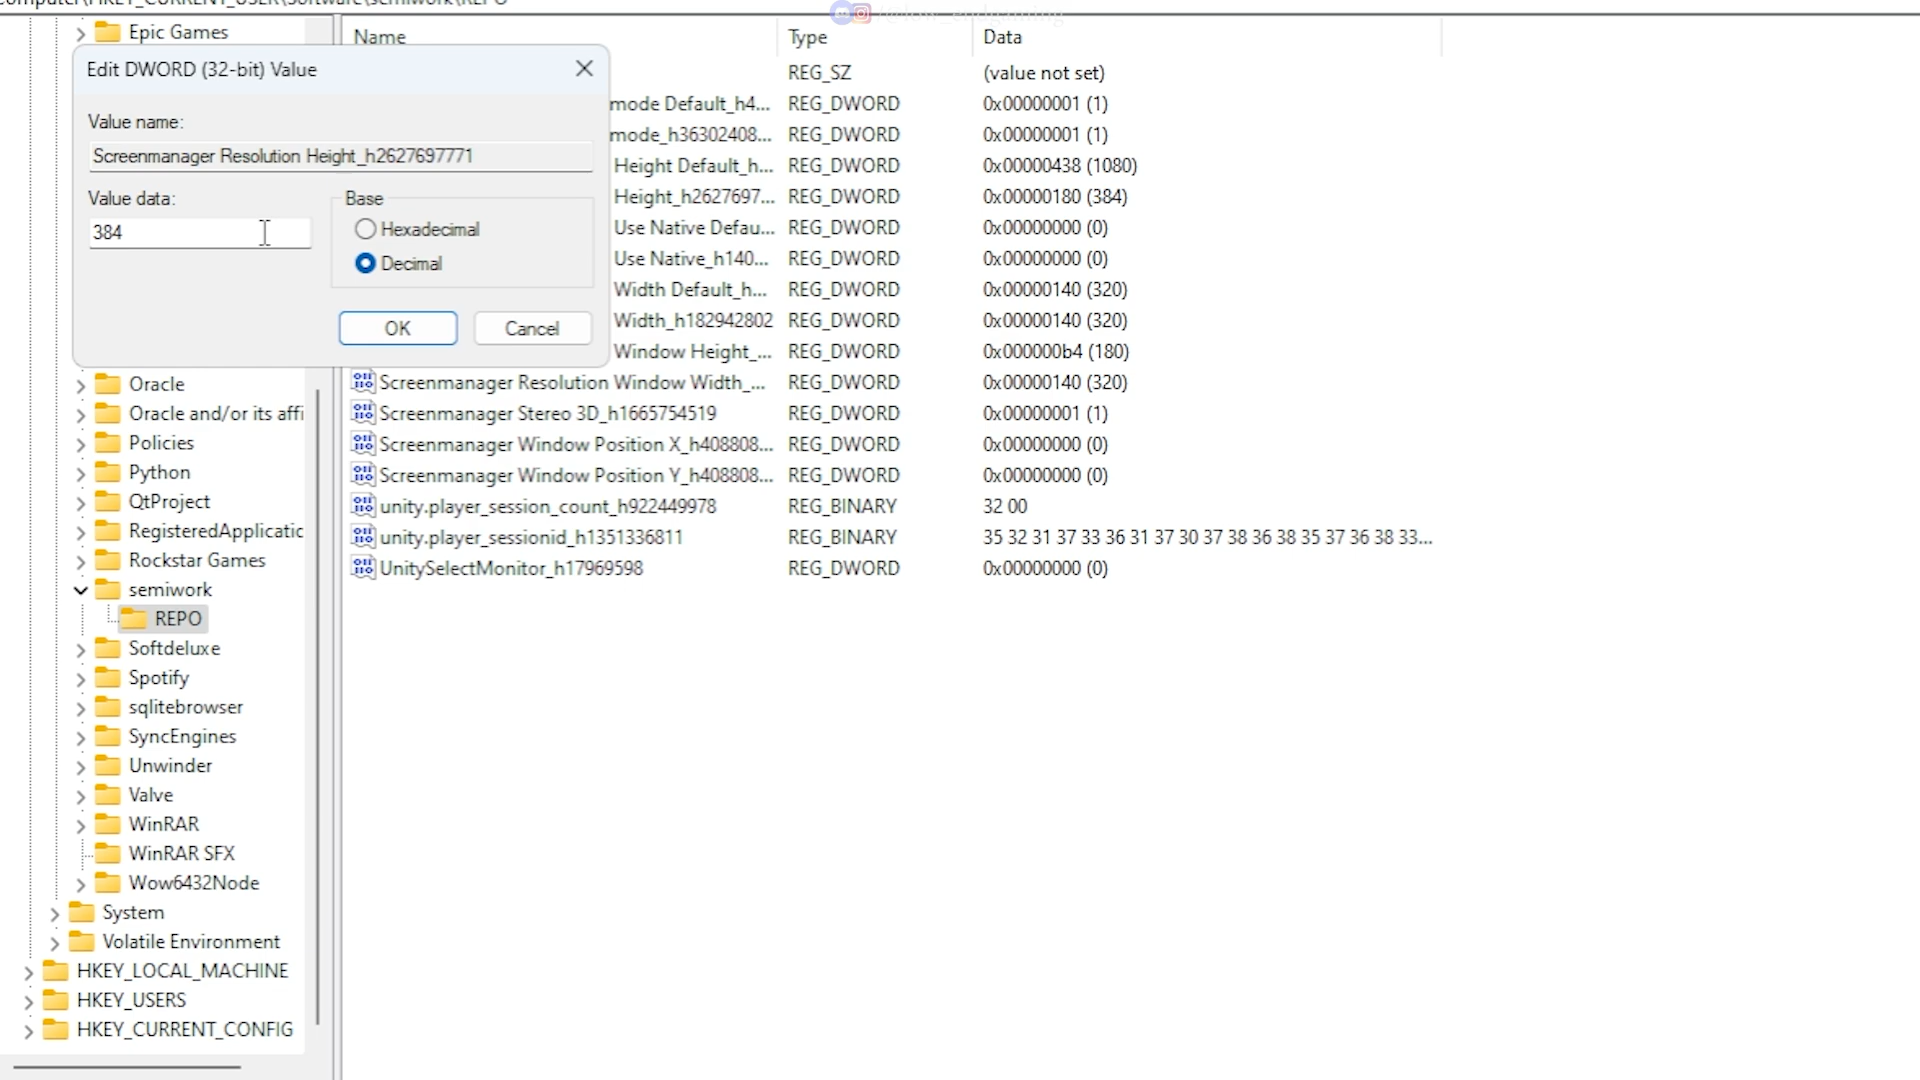 Computer\HKEY_CURRENT_USER\Software\semiwork\REPO
Epic Games
Edit DWORD (32-bit) Value
Value name:
Screenmanager Resolution Height_h2627697771
Value data:
384
Base
Hexadecimal
Decimal
OK
Cancel
Oracle
Oracle and/or its affi
Policies
Python
QtProject
RegisteredApplicatic
Rockstar Games
semiwork
REPO
Softdeluxe
Spotify
sqlitebrowser
SyncEngines
Unwinder
Valve
WinRAR
WinRAR SFX
Wow6432Node
System
Volatile Environment
HKEY_LOCAL_MACHINE
HKEY_USERS
HKEY_CURRENT_CONFIG
Name Type Data
REG_SZ (value not set)
mode Default_h4... REG_DWORD 0x00000001 (1)
mode_h36302408... REG_DWORD 0x00000001 (1)
Height Default_h... REG_DWORD 0x00000438 (1080)
Height_h2627697... REG_DWORD 0x00000180 (384)
Use Native Defau... REG_DWORD 0x00000000 (0)
Use Native_h140... REG_DWORD 0x00000000 (0)
Width Default_h... REG_DWORD 0x00000140 (320)
Width_h182942802 REG_DWORD 0x00000140 (320)
Window Height_... REG_DWORD 0x000000b4 (180)
Screenmanager Resolution Window Width_... REG_DWORD 0x00000140 (320)
Screenmanager Stereo 3D_h1665754519 REG_DWORD 0x00000001 (1)
Screenmanager Window Position X_h408808... REG_DWORD 0x00000000 (0)
Screenmanager Window Position Y_h408808... REG_DWORD 0x00000000 (0)
unity.player_session_count_h922449978 REG_BINARY 32 00
unity.player_sessionid_h1351336811 REG_BINARY 35 32 31 37 33 36 31 37 30 37 38 36 38 35 37 36 38 33...
UnitySelectMonitor_h17969598 REG_DWORD 0x00000000 (0)